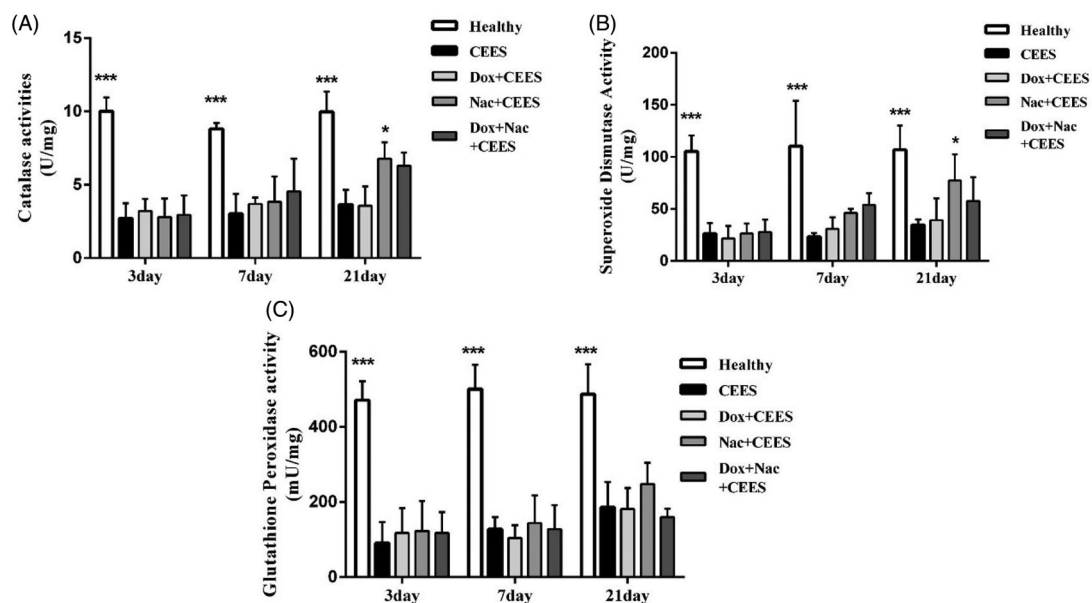 (A)
Catalase activities
(U/mg)
15
10
5
0
***
***
***
*
3day
7day
21day
Healthy
CEES
Dox+CEES
Nac+CEES
Dox+Nac
+CEES
(B)
Superoxide Dismutase Activity
(U/mg)
200
150
100
50
0
***
***
***
*
3day
7day
21day
Healthy
CEES
Dox+CEES
Nac+CEES
Dox+Nac
+CEES
(C)
Glutathione Peroxidase activity
(mU/mg)
600
400
200
0
***
***
***
3day
7day
21day
Healthy
CEES
Dox+CEES
Nac+CEES
Dox+Nac
+CEES